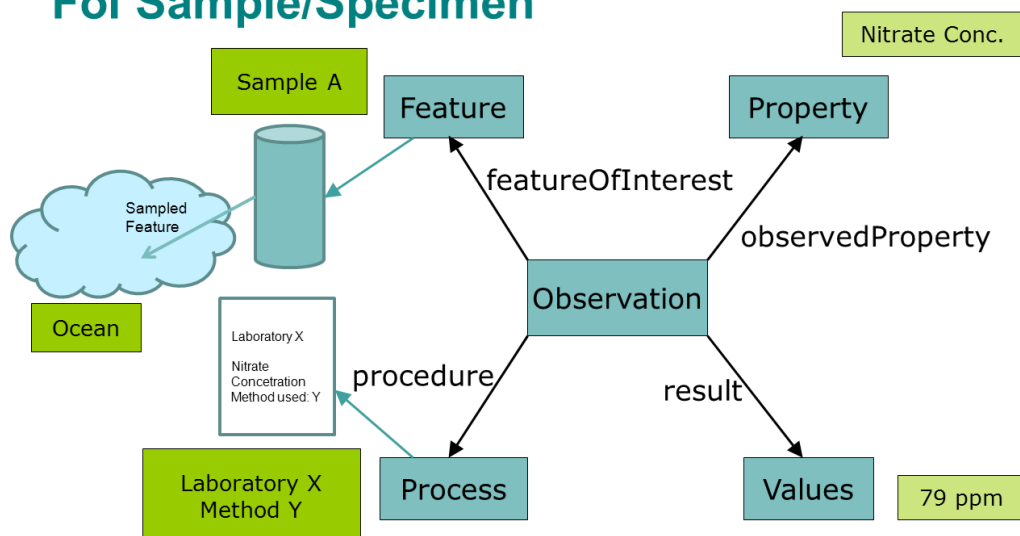 For Sample/Specimen
Nitrate Conc.
Sample A
Feature
Property
featureOfInterest
Sampled
Feature
observedProperty
Observation
Ocean
Laboratory X
Nitrate
Concetration
Method used: Y
procedure
result
Laboratory X
Method Y
Process
Values
79 ppm